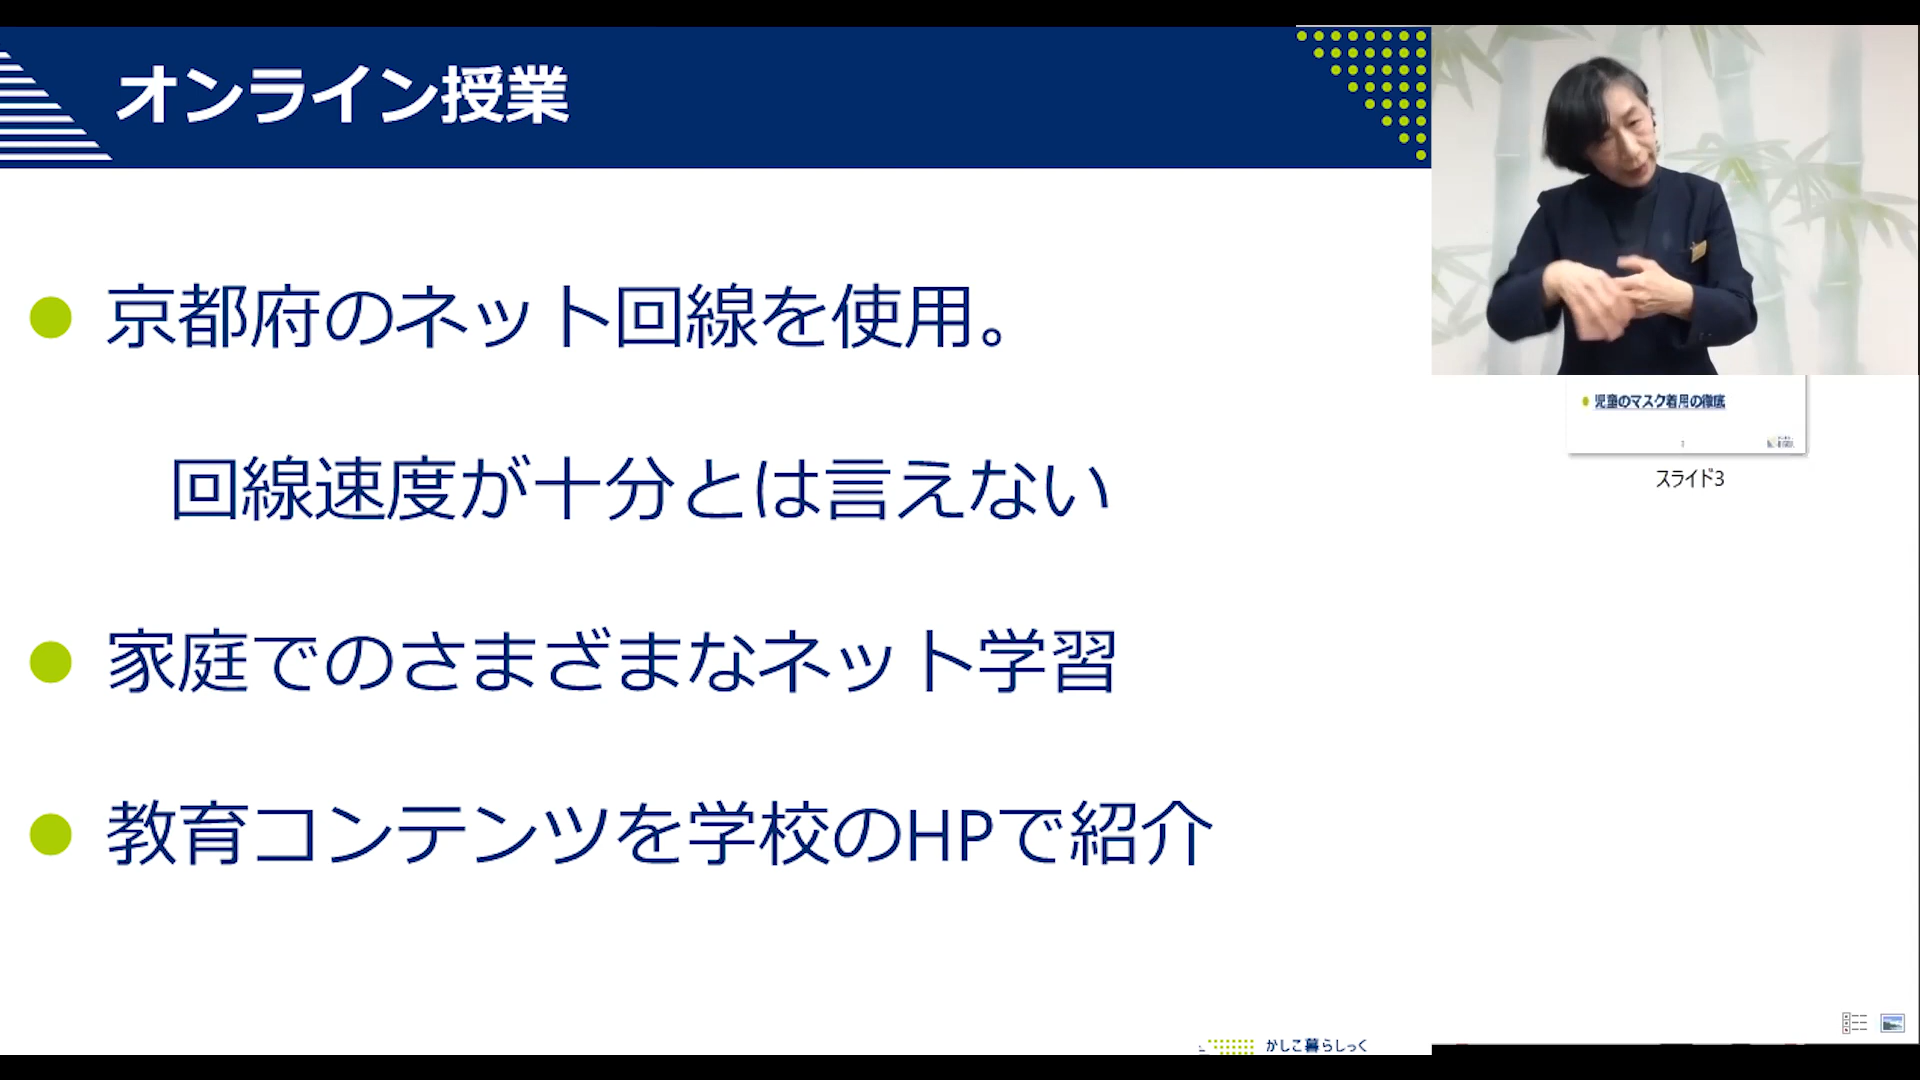 オンライン授業
京都府のネット回線を使用。
回線速度が十分とは言えない
家庭でのさまざまなネット学習
教育コンテンツを学校のHPで紹介
児童のマスク着用の徹底
スライド3
かしこ暮らしっく